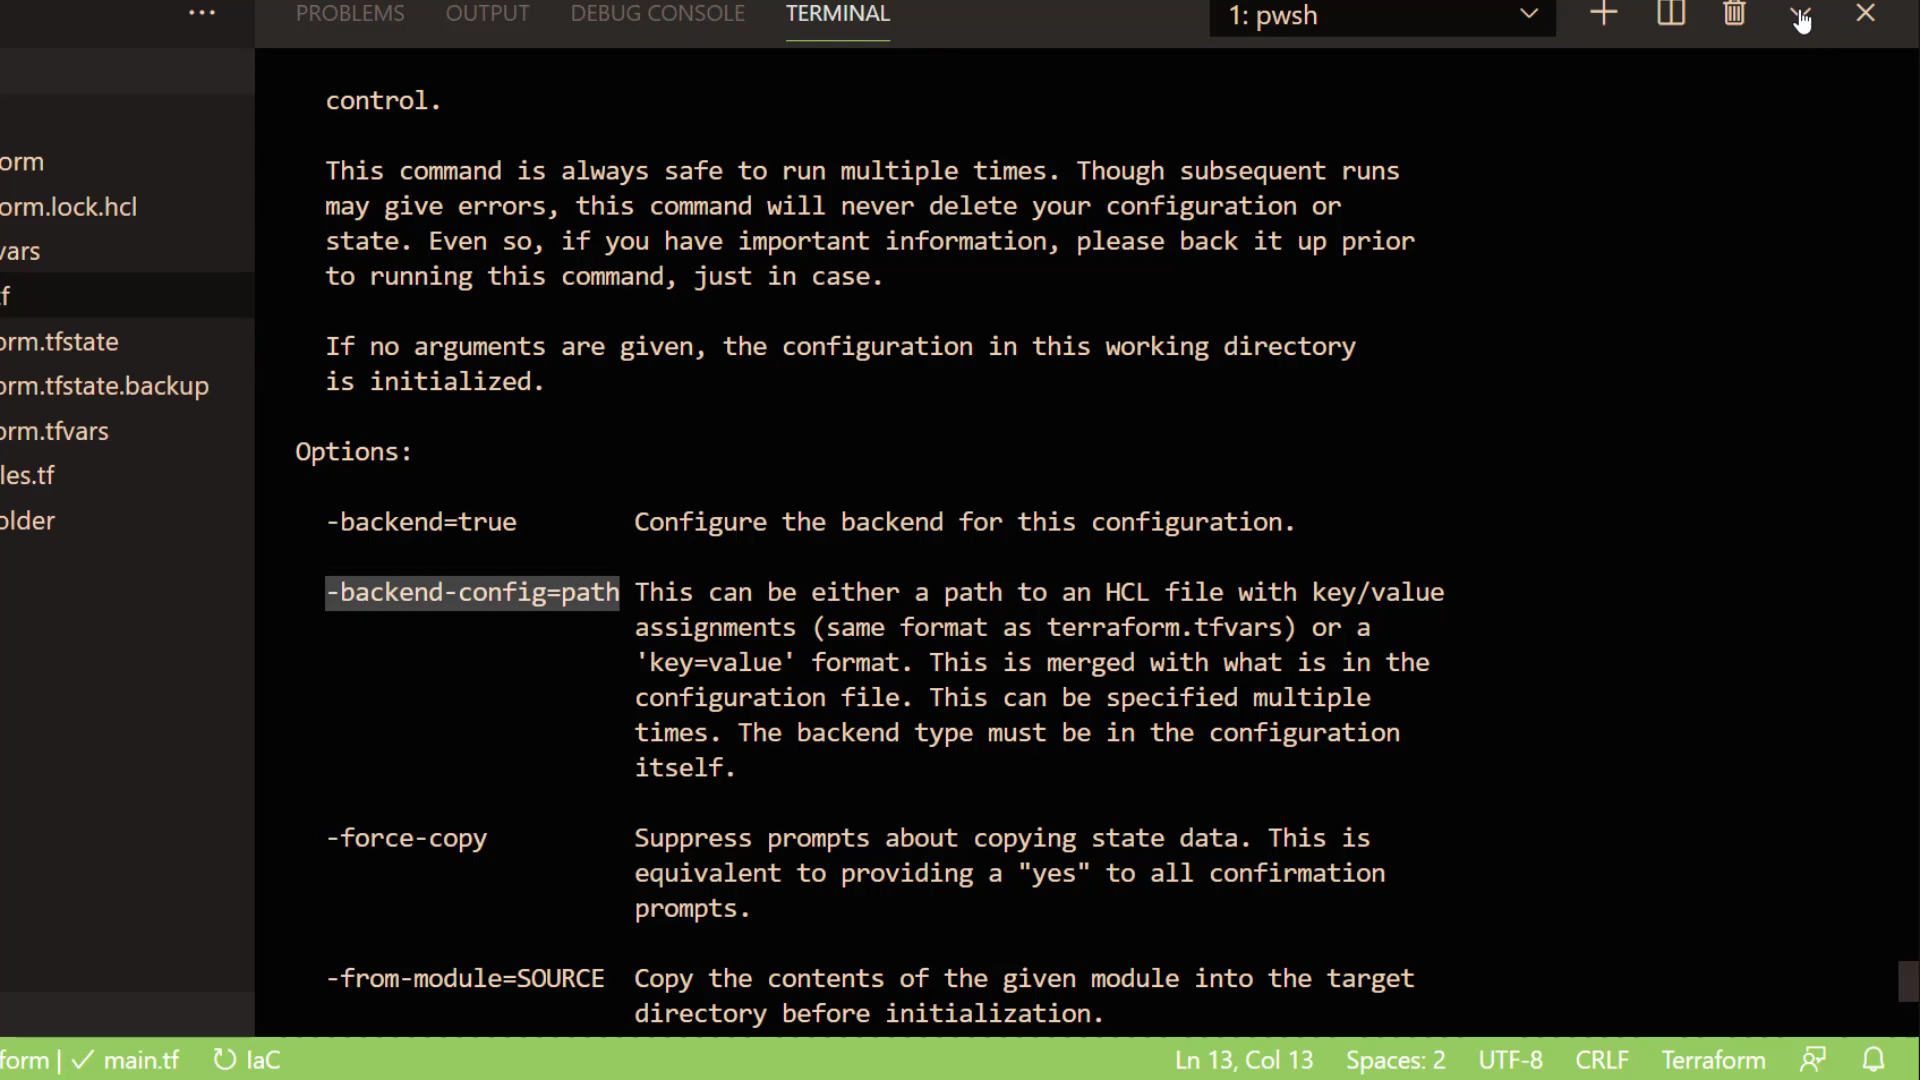 ...
PROBLEMS OUTPUT DEBUG CONSOLE TERMINAL 1: pwsh
control.
This command is always safe to run multiple times. Though subsequent runs
may give errors, this command will never delete your configuration or
state. Even so, if you have important information, please back it up prior
to running this command, just in case.
If no arguments are given, the configuration in this working directory
is initialized.
Options:
-backend=true Configure the backend for this configuration.
-backend-config=path This can be either a path to an HCL file with key/value
assignments (same format as terraform.tfvars) or a
'key=value' format. This is merged with what is in the
configuration file. This can be specified multiple
times. The backend type must be in the configuration
itself.
-force-copy Suppress prompts about copying state data. This is
equivalent to providing a "yes" to all confirmation
prompts.
-from-module=SOURCE Copy the contents of the given module into the target
directory before initialization.
orm
orm.lock.hcl
vars
f
orm.tfstate
orm.tfstate.backup
orm.tfvars
les.tf
older
form | ✓ main.tf IaC Ln 13, Col 13 Spaces: 2 UTF-8 CRLF Terraform